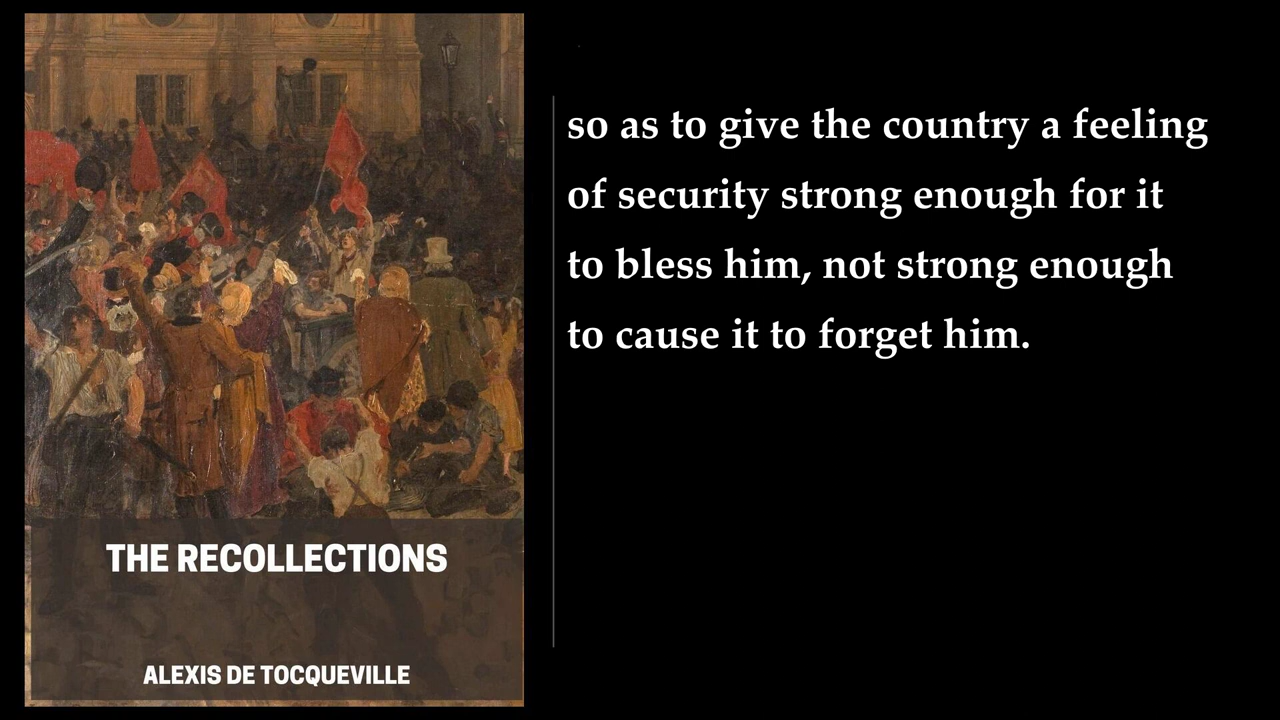 so as to give the country a feeling
of security strong enough for it
to bless him, not strong enough
to cause it to forget him.
THE RECOLLECTIONS
ALEXIS DE TOCQUEVILLE